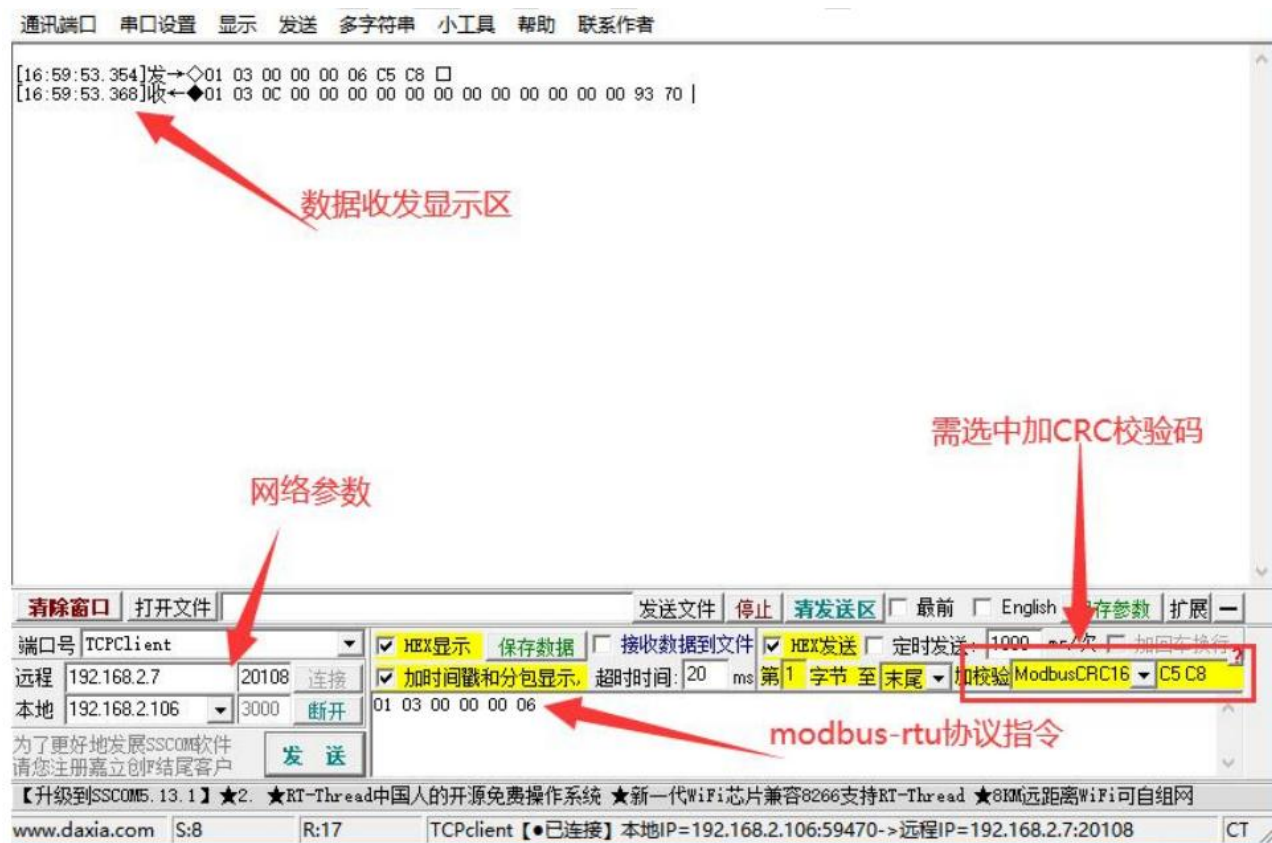 通讯端口 串口设置 显示 发送 多字符串 小工具 帮助 联系作者
[16:59:53.354]发→◇01 03 00 00 00 06 C5 C8 □
[16:59:53.368]收←◆01 03 0C 00 00 00 00 00 00 00 00 00 00 00 00 93 70
数据收发显示区
需选中加CRC校验码
网络参数
清除窗口 打开文件 发送文件 停止 清发送区 最前 English 保存参数 扩展 —
端口号 TCPClient HEX显示 保存数据 接收数据到文件 HEX发送 定时发送: 1000 ms/次 加回车换行
远程 192.168.2.7 20108 连接 加时间戳和分包显示, 超时时间: 20 ms 第1 字节 至 末尾 加校验 ModbusCRC16 C5 C8
本地 192.168.2.106 3000 断开 01 03 00 00 00 06
modbus-rtu协议指令
为了更好地发展SSCOM软件
请您注册嘉立创F结尾客户
发 送
【升级到SSCOM5.13.1】★2. ★RT-Thread中国人的开源免费操作系统 ★新一代WiFi芯片兼容8266支持RT-Thread ★8KM远距离WiFi可自组网
www.daxia.com S:8 R:17 TCPclient【●已连接】本地IP=192.168.2.106:59470->远程IP=192.168.2.7:20108 CT